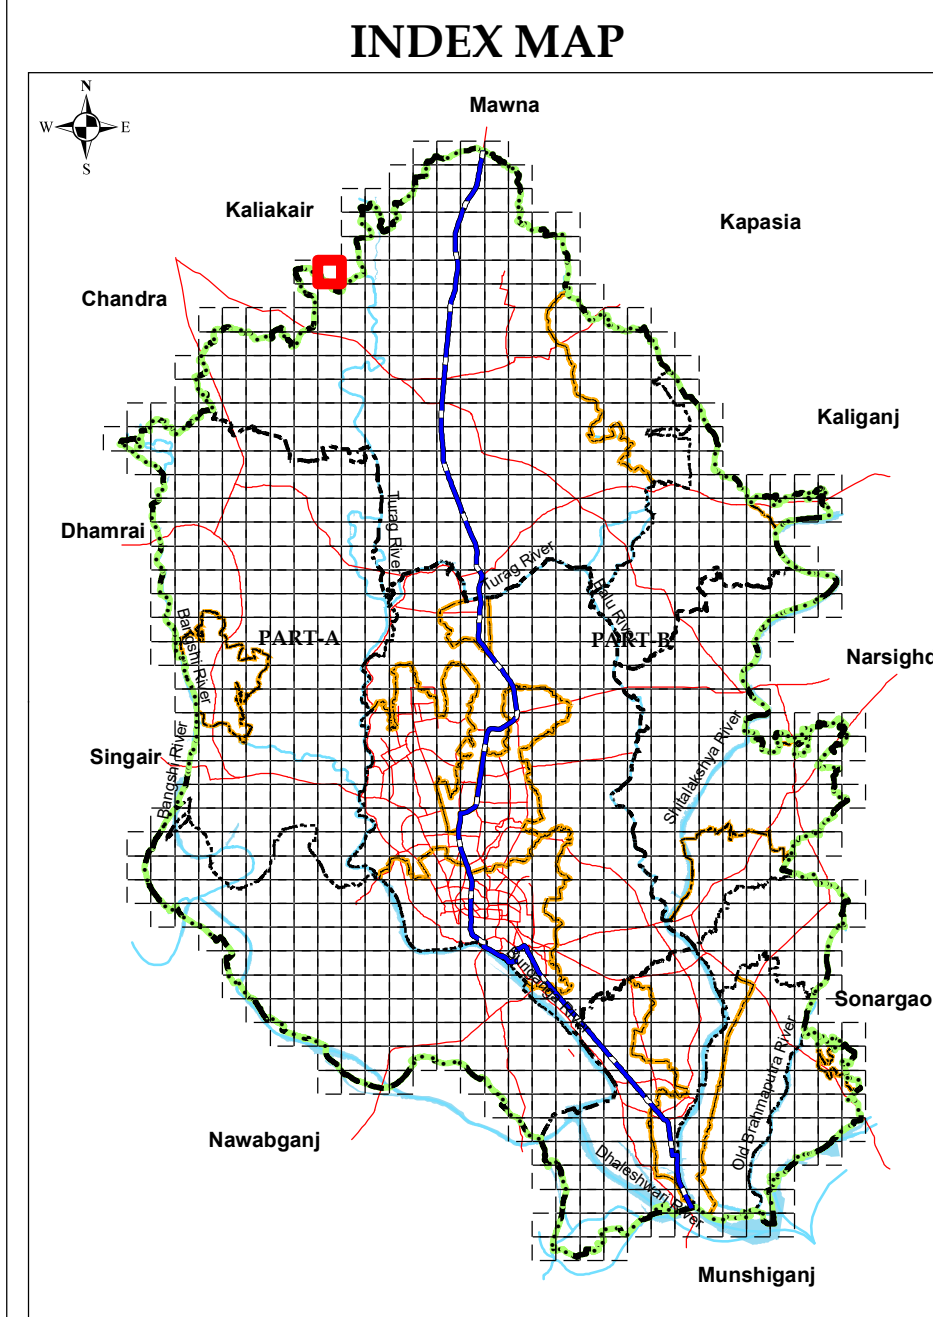 INDEX MAP
N
W
E
S
Mawna
Kaliakair
Kapasia
Chandra
Kaliganj
Dhamrai
Turag River
Turag River
Balu River
Bangshi River
PART-A
PART-B
Narsighd
Shitalakshya River
Singair
Bangshi River
Buriganga River
Sonargao
Old Brahmaputra River
Nawabganj
Dhaleshwari River
Munshiganj